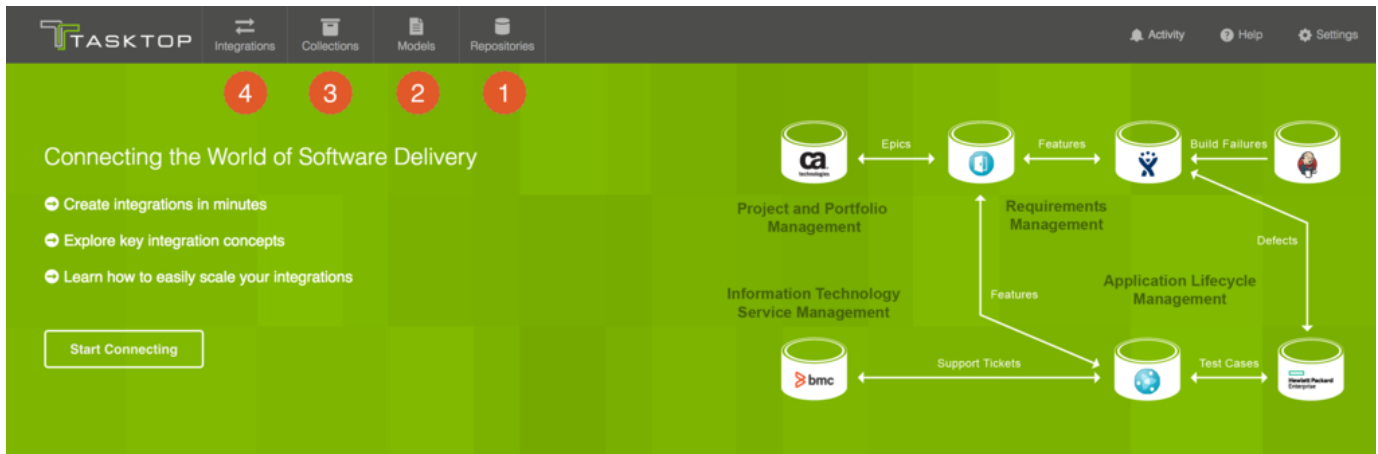 TASKTOP
Integrations
Collections
Models
Repositories
Activity
Help
Settings
4
3
2
1
Connecting the World of Software Delivery
Create integrations in minutes
Explore key integration concepts
Learn how to easily scale your integrations
Start Connecting
ca
technologies
Epics
Features
Build Failures
Project and Portfolio
Management
Requirements
Management
Defects
Information Technology
Service Management
Features
Application Lifecycle
Management
bmc
Support Tickets
Test Cases
Hewlett Packard
Enterprise